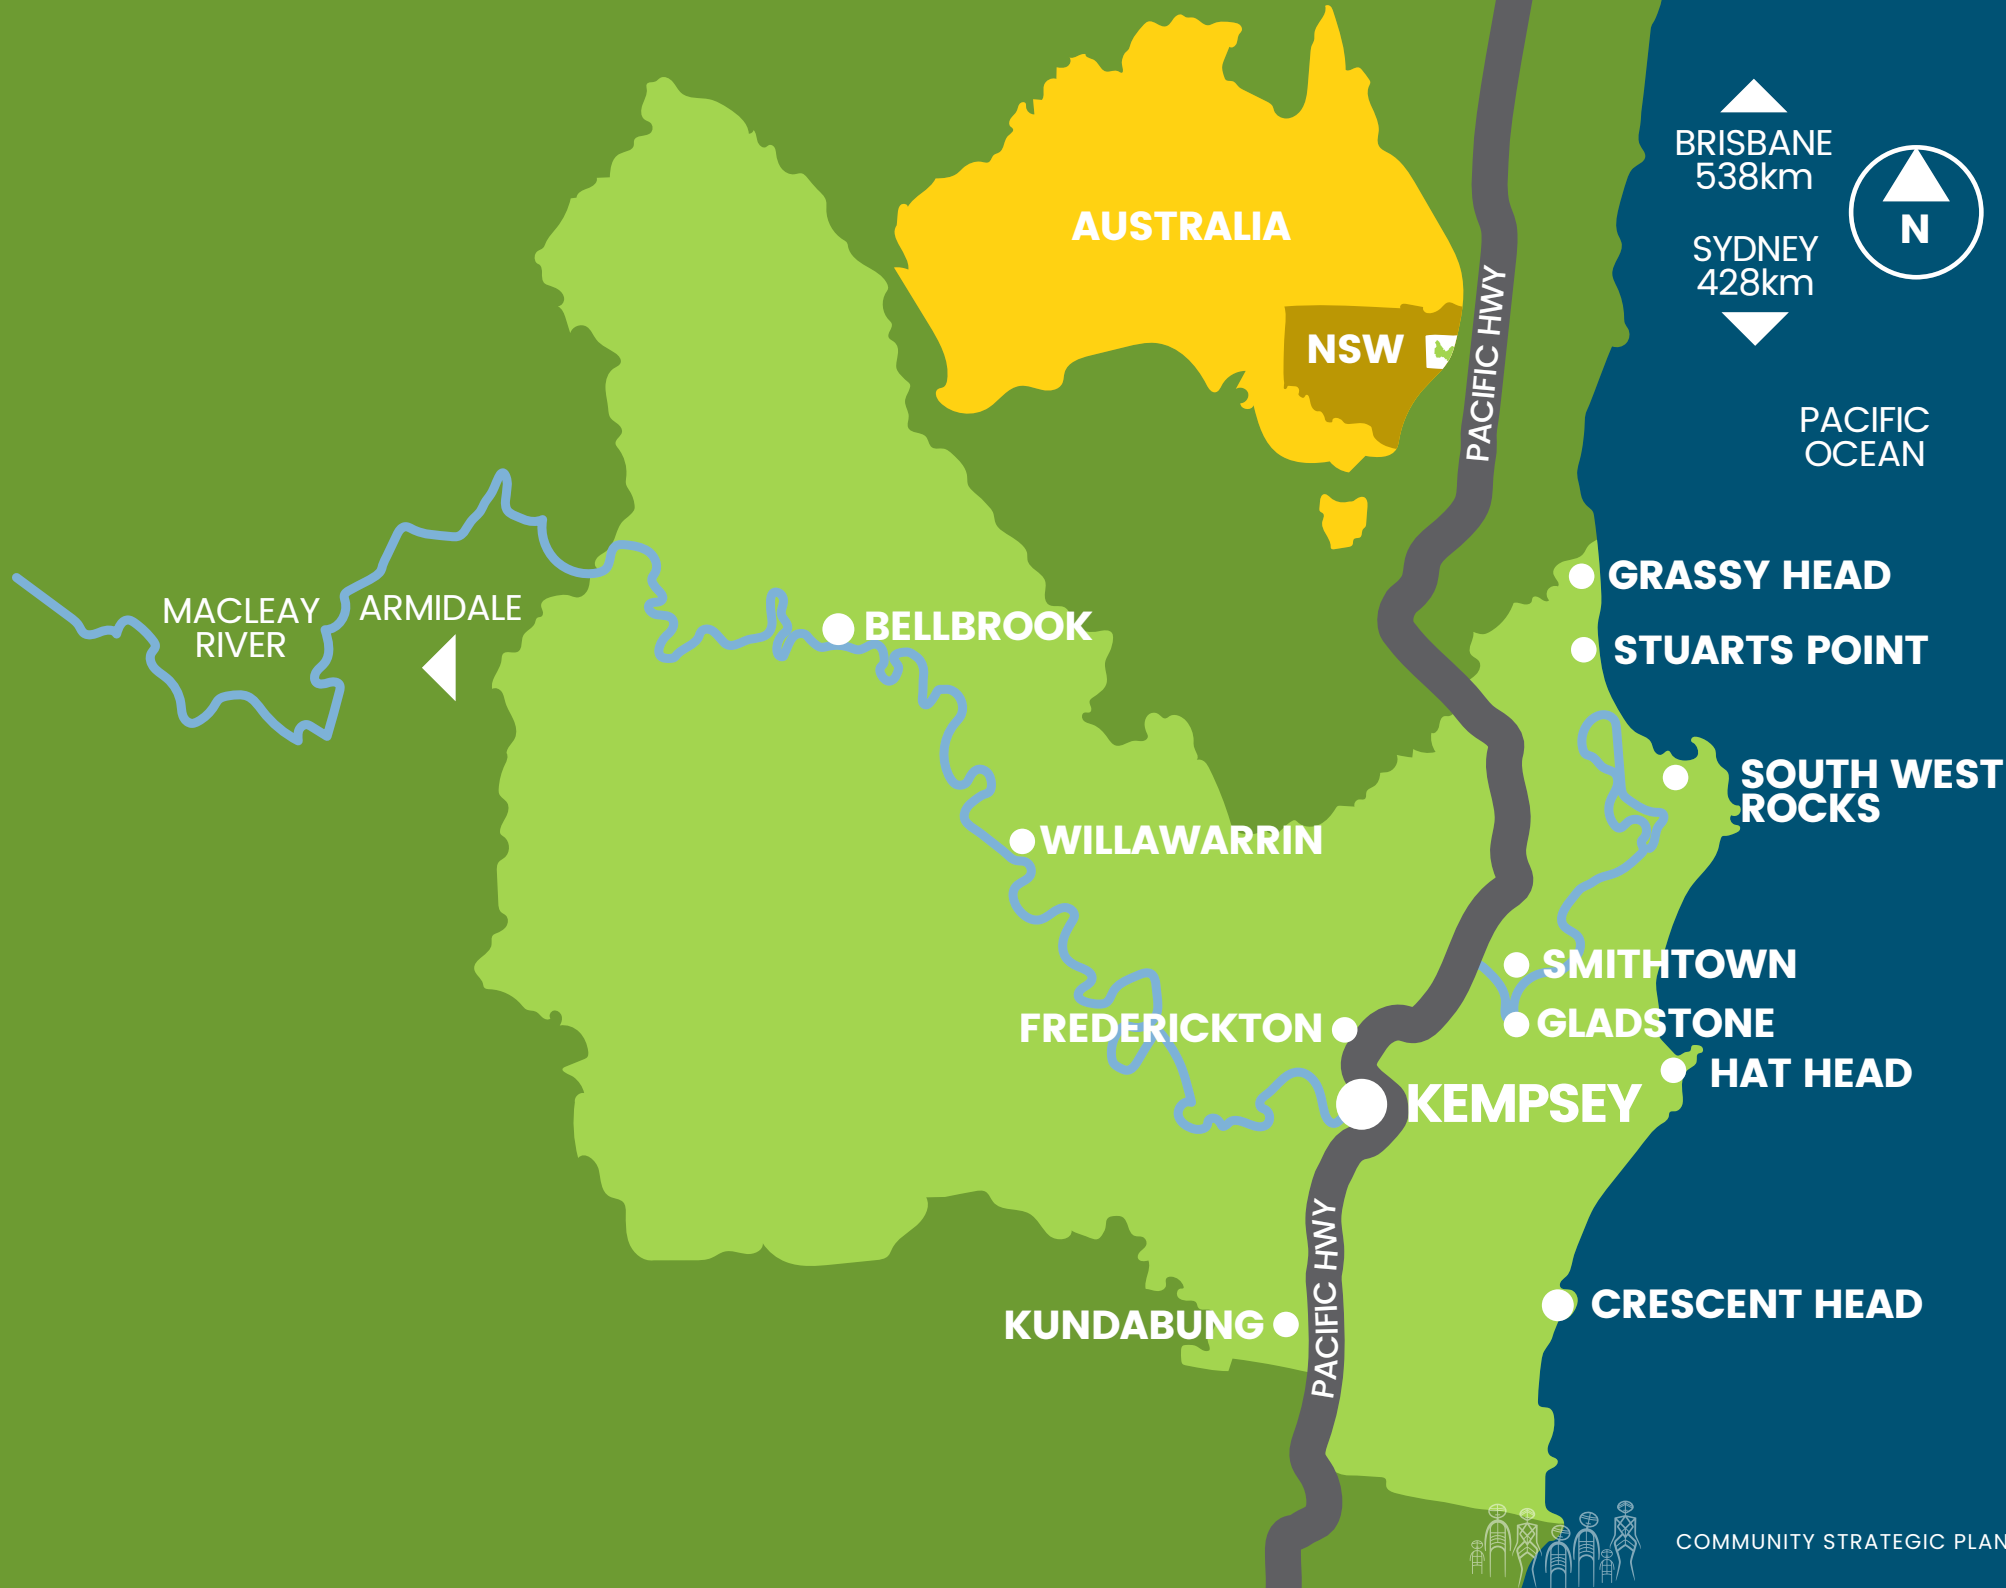 BRISBANE
538km
N
AUSTRALIA
SYDNEY
428km
PACIFIC HWY
NSW
PACIFIC
OCEAN
GRASSY HEAD
MACLEAY
RIVER
ARMIDALE
BELLBROOK
STUARTS POINT
SOUTH WEST
ROCKS
WILLAWARRIN
SMITHTOWN
FREDERICKTON
GLADSTONE
HAT HEAD
KEMPSEY
PACIFIC HWY
CRESCENT HEAD
KUNDABUNG
COMMUNITY STRATEGIC PLAN